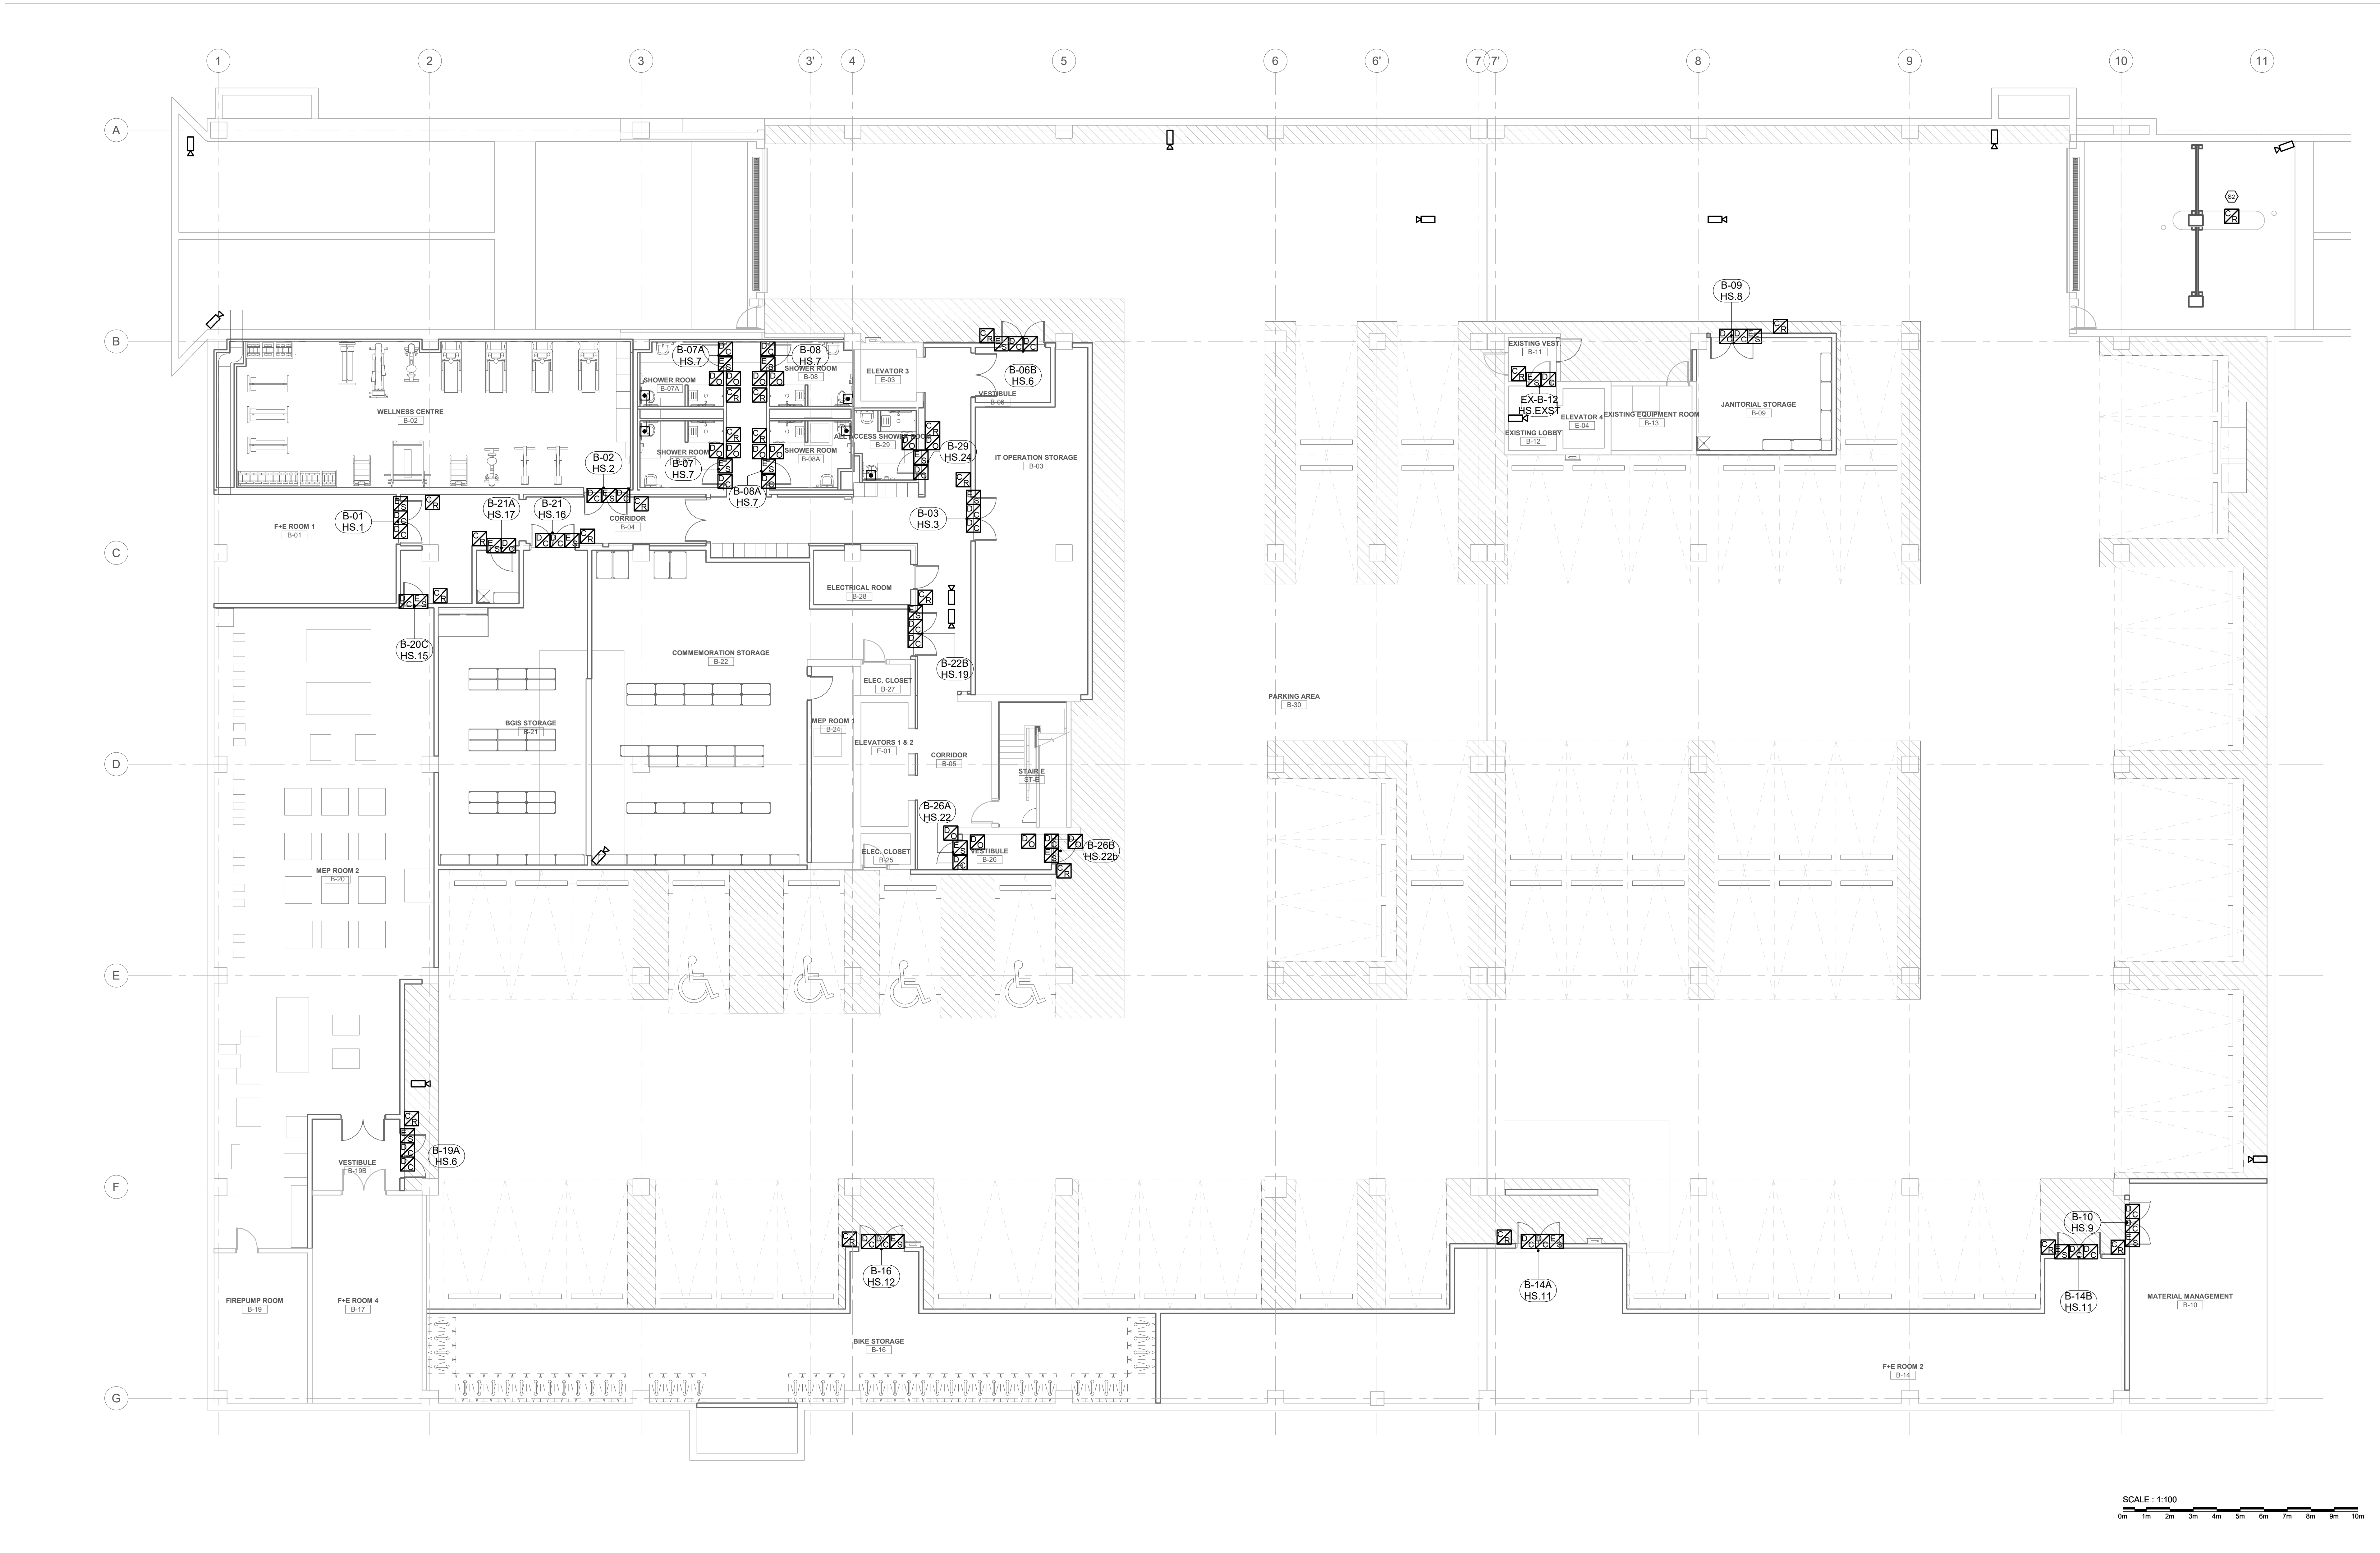 1
2
3
3'
4
5
6
6'
7
7'
8
9
10
11
A
B
C
D
E
F
G
S2
C R
B-09
HS.8
D C
D C
E S
C R
C R
E S
D C
D C
B-06B
HS.6
VESTIBULE
B-06
EXISTING VEST.
B-11
C R
E S
D C
EX-B-12
HS.EXST
EXISTING LOBBY
B-12
ELEVATOR 4
E-04
EXISTING EQUIPMENT ROOM
B-13
JANITORIAL STORAGE
B-09
B-07A
HS.7
D C
E S
D O
D O
C R
SHOWER ROOM
B-07A
B-08
HS.7
D C
E S
D O
D O
C R
SHOWER ROOM
B-08
ELEVATOR 3
E-03
WELLNESS CENTRE
B-02
ALL ACCESS SHOWER ROOM
B-29
C R
D O
D O
E S
D C
B-29
HS.24
SHOWER ROOM
B-07
HS.7
C R
D O
D O
E S
D C
SHOWER ROOM
B-08A
C R
D O
D O
E S
D C
B-08A
HS.7
B-02
HS.2
D C
E S
D C
C R
IT OPERATION STORAGE
B-03
C R
E S
D C
D C
B-03
HS.3
B-01
HS.1
E S
D C
D C
C R
F+E ROOM 1
B-01
B-21A
HS.17
C R
E S
D C
B-21
HS.16
D C
D C
E S
C R
CORRIDOR
B-04
D C
E S
C R
B-20C
HS.15
ELECTRICAL ROOM
B-28
C R
E S
D C
D C
B-22B
HS.19
COMMEMORATION STORAGE
B-22
ELEC. CLOSET
B-27
PARKING AREA
B-30
BGIS STORAGE
B-21
MEP ROOM 1
B-24
ELEVATORS 1 & 2
E-01
CORRIDOR
B-05
STAIR E
ST-E
B-26A
HS.22
D O
E S
D C
D O
D O
D C
E S
D O
C R
B-26B
HS.22b
ELEC. CLOSET
B-25
VESTIBULE
B-26
MEP ROOM 2
B-20
C R
E S
D C
D C
B-19A
HS.6
VESTIBULE
B-19B
C R
D C
D C
E S
B-16
HS.12
C R
D C
D C
E S
B-14A
HS.11
B-10
HS.9
D C
D C
E S
C R
C R
E S
D C
D C
B-14B
HS.11
FIREPUMP ROOM
B-19
F+E ROOM 4
B-17
MATERIAL MANAGEMENT
B-10
BIKE STORAGE
B-16
F+E ROOM 2
B-14
SCALE : 1:100
0m 1m 2m 3m 4m 5m 6m 7m 8m 9m 10m